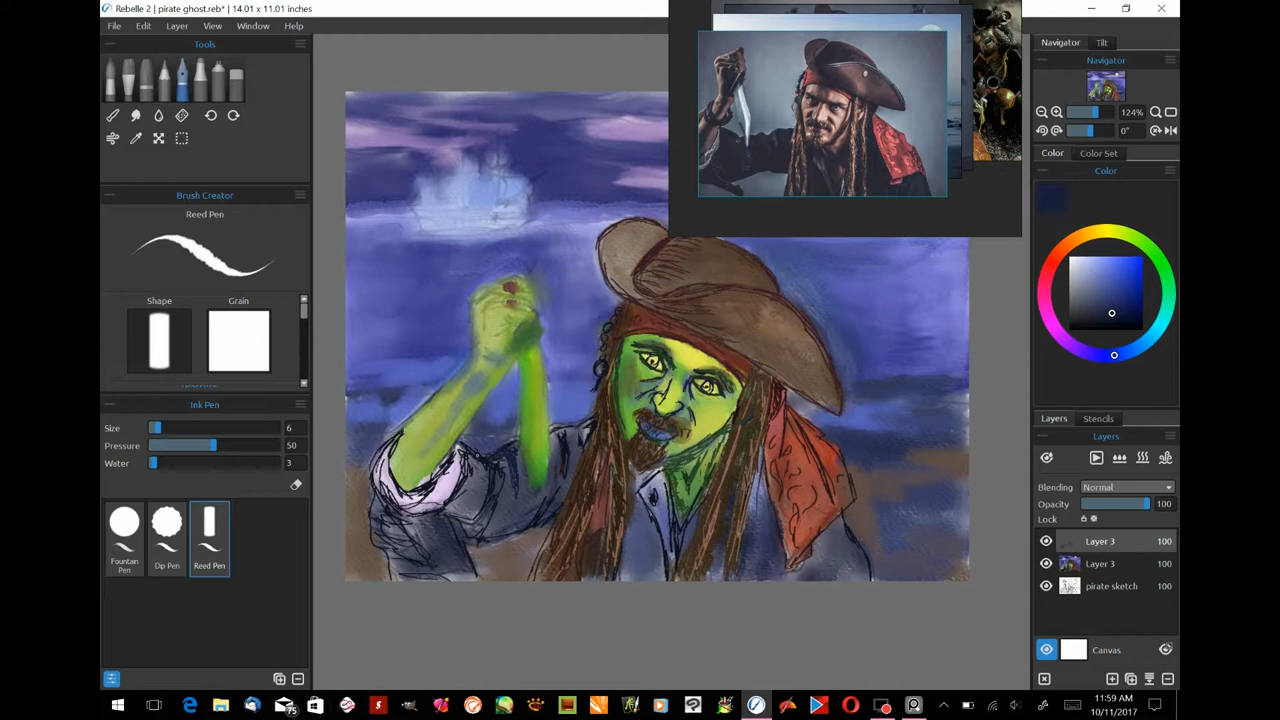 Rebelle 2 | pirate ghost.reb* | 14.01 x 11.01 inches
File Edit Layer View Window Help
Tools
Brush Creator
Reed Pen
Shape Grain
Ink Pen
Size 6
Pressure 50
Water 3
Fountain Pen
Dip Pen
Reed Pen
Navigator Tilt
Navigator
124%
0°
Color Color Set
Color
Layers Stencils
Layers
Blending Normal
Opacity 100
Lock
Layer 3 100
Layer 3 100
pirate sketch 100
Canvas
75
11:59 AM
10/11/2017